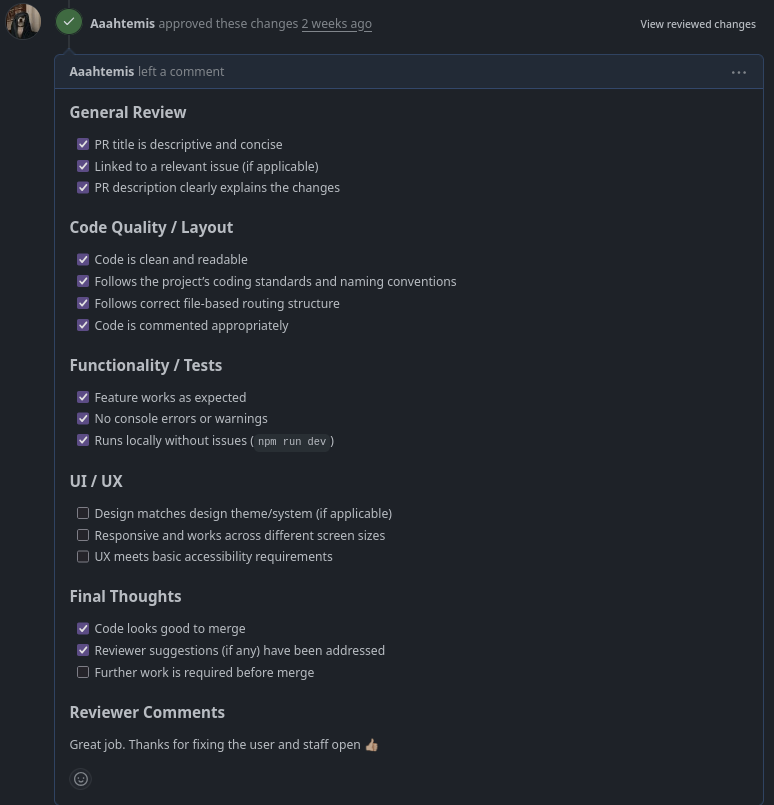 Aaahtemis approved these changes 2 weeks ago View reviewed changes
Aaahtemis left a comment
General Review
PR title is descriptive and concise
Linked to a relevant issue (if applicable)
PR description clearly explains the changes
Code Quality / Layout
Code is clean and readable
Follows the project's coding standards and naming conventions
Follows correct file-based routing structure
Code is commented appropriately
Functionality / Tests
Feature works as expected
No console errors or warnings
Runs locally without issues ( npm run dev )
UI / UX
Design matches design theme/system (if applicable)
Responsive and works across different screen sizes
UX meets basic accessibility requirements
Final Thoughts
Code looks good to merge
Reviewer suggestions (if any) have been addressed
Further work is required before merge
Reviewer Comments
Great job. Thanks for fixing the user and staff open 👍🏽